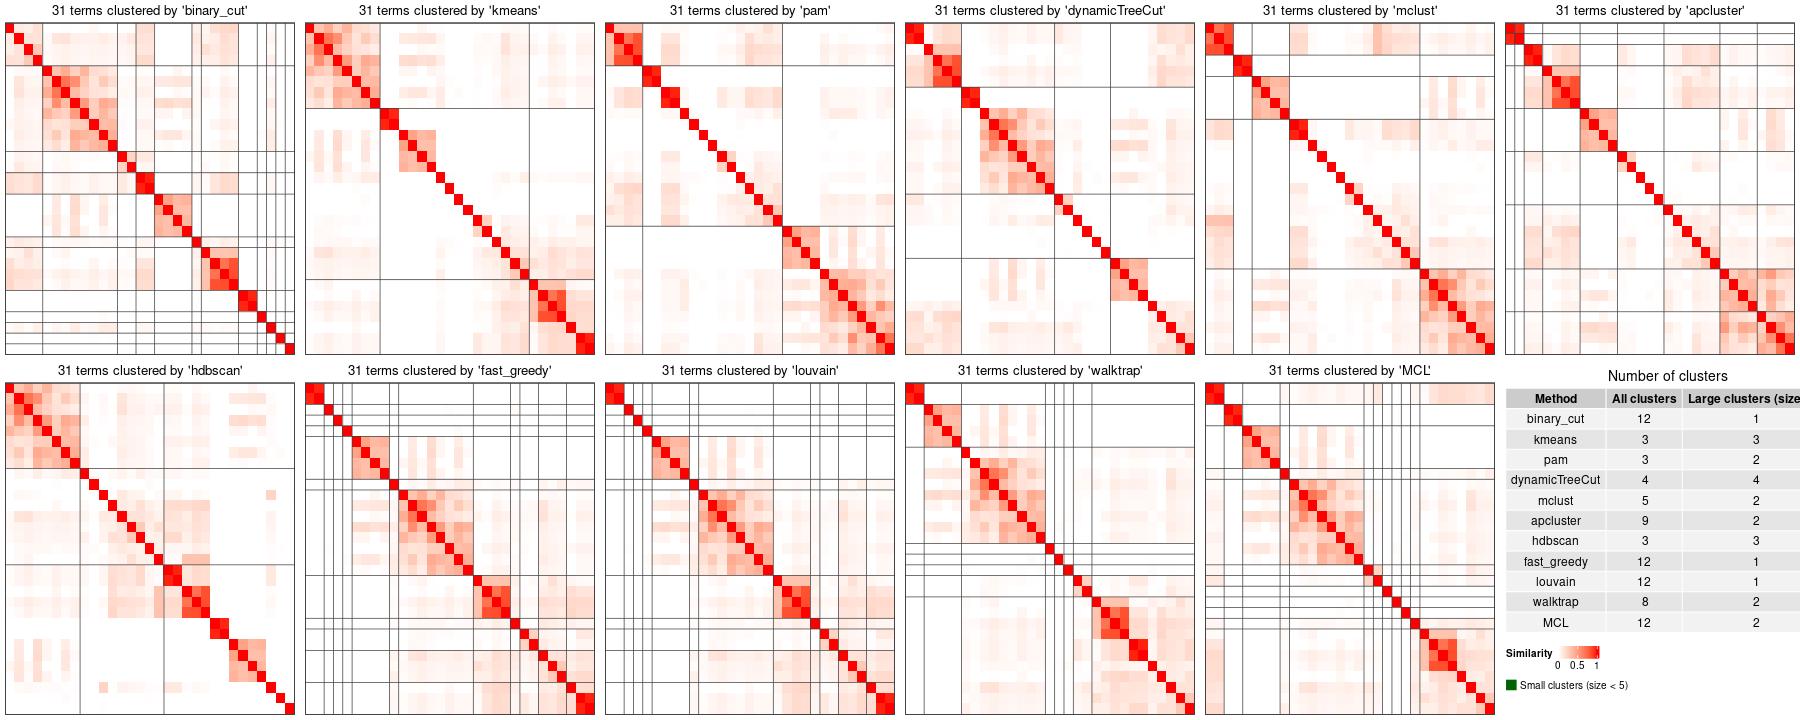 31 terms clustered by 'binary_cut'
31 terms clustered by 'kmeans'
31 terms clustered by 'pam'
31 terms clustered by 'dynamicTreeCut'
31 terms clustered by 'mclust'
31 terms clustered by 'apcluster'
31 terms clustered by 'hdbscan'
31 terms clustered by 'fast_greedy'
31 terms clustered by 'louvain'
31 terms clustered by 'walktrap'
31 terms clustered by 'MCL'
Number of clusters
Method All clusters Large clusters (size
binary_cut 12 1
kmeans 3 3
pam 3 2
dynamicTreeCut 4 4
mclust 5 2
apcluster 9 2
hdbscan 3 3
fast_greedy 12 1
louvain 12 1
walktrap 8 2
MCL 12 2
Similarity
0 0.5 1
Small clusters (size < 5)